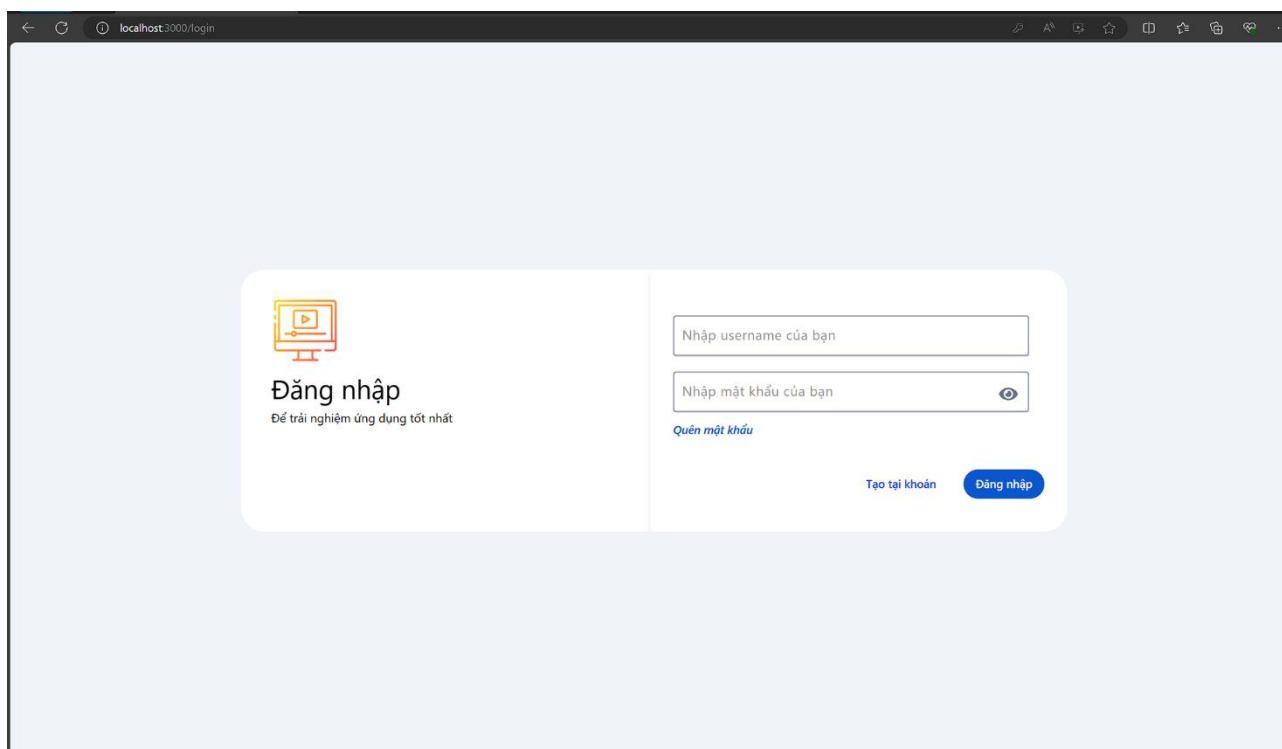 localhost:3000/login
Đăng nhập
Để trải nghiệm ứng dụng tốt nhất
Nhập username của bạn
Nhập mật khẩu của bạn
Quên mật khẩu
Tạo tại khoản
Đăng nhập